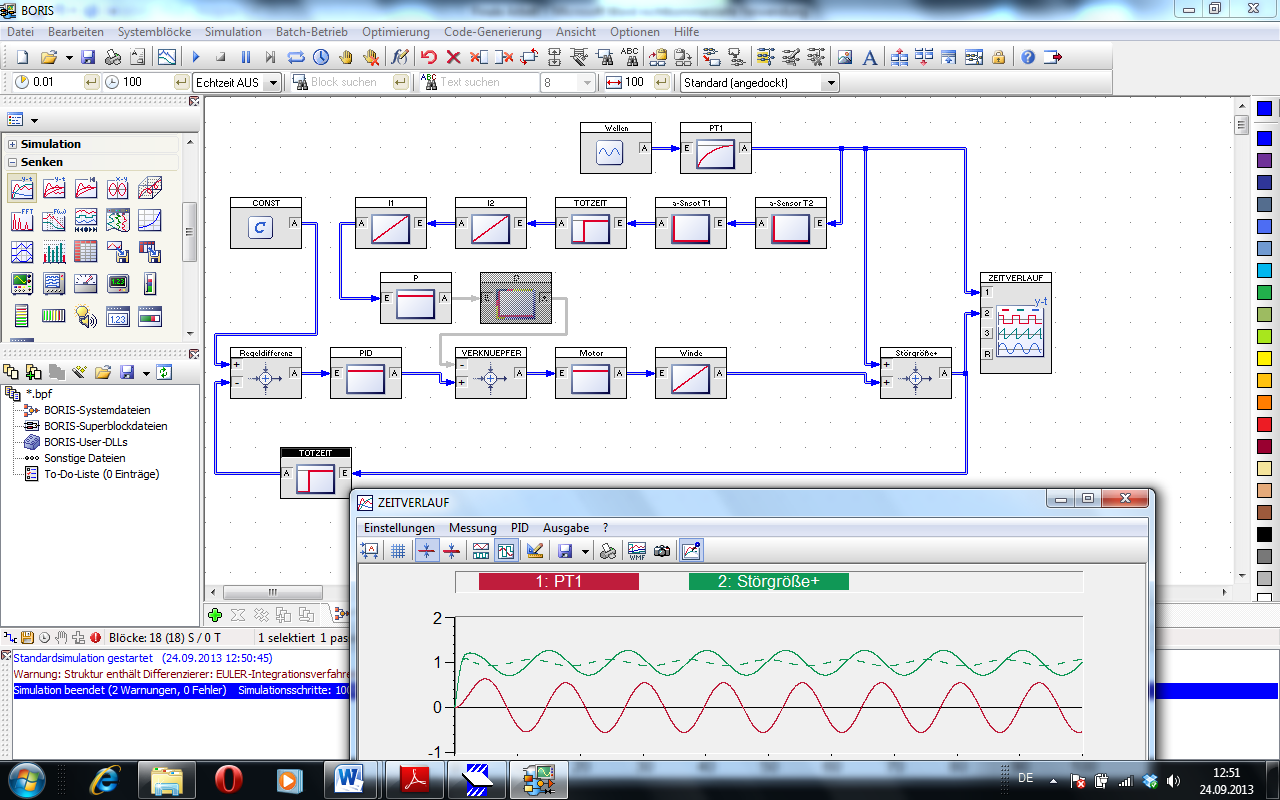 BORIS
Datei Bearbeiten Systemblöcke Simulation Batch-Betrieb Optimierung Code-Generierung Ansicht Optionen Hilfe
0.01 100 Echtzeit AUS Block suchen Text suchen 8 100 Standard (angedockt)
Simulation
Senken
Wellen
A
PT1
E A
CONST
C A
I1
A E
I2
A E
TOTZEIT
A E
a-Snsot T1
A E
a-Sensor T2
A E
P
E A
ZEITVERLAUF
1
2
3
R
y-t
Regeldifferenz
+
-
A
PID
E A
VERKNUEPFER
-
+
A
Motor
E A
Winde
E A
Störgröße+
+
+
A
TOTZEIT
A E
*.bpf
BORIS-Systemdateien
BORIS-Superblockdateien
BORIS-User-DLLs
Sonstige Dateien
To-Do-Liste (0 Einträge)
Blöcke: 18 (18) S / 0 T 1 selektiert 1 pas
Standardsimulation gestartet (24.09.2013 12:50:45)
Warnung: Struktur enthält Differenzierer: EULER-Integrationsverfahre
Simulation beendet (2 Warnungen, 0 Fehler) Simulationsschritte: 100
ZEITVERLAUF
Einstellungen Messung PID Ausgabe ?
1: PT1 2: Störgröße+
2
1
0
-1
DE 12:51
24.09.2013